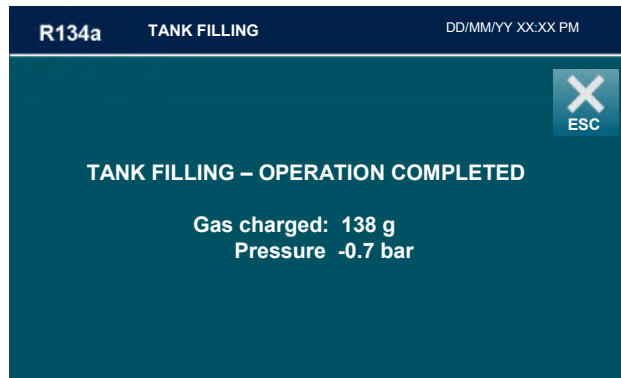 R134a TANK FILLING DD/MM/YY XX:XX PM
ESC
TANK FILLING – OPERATION COMPLETED
Gas charged: 138 g
Pressure -0.7 bar